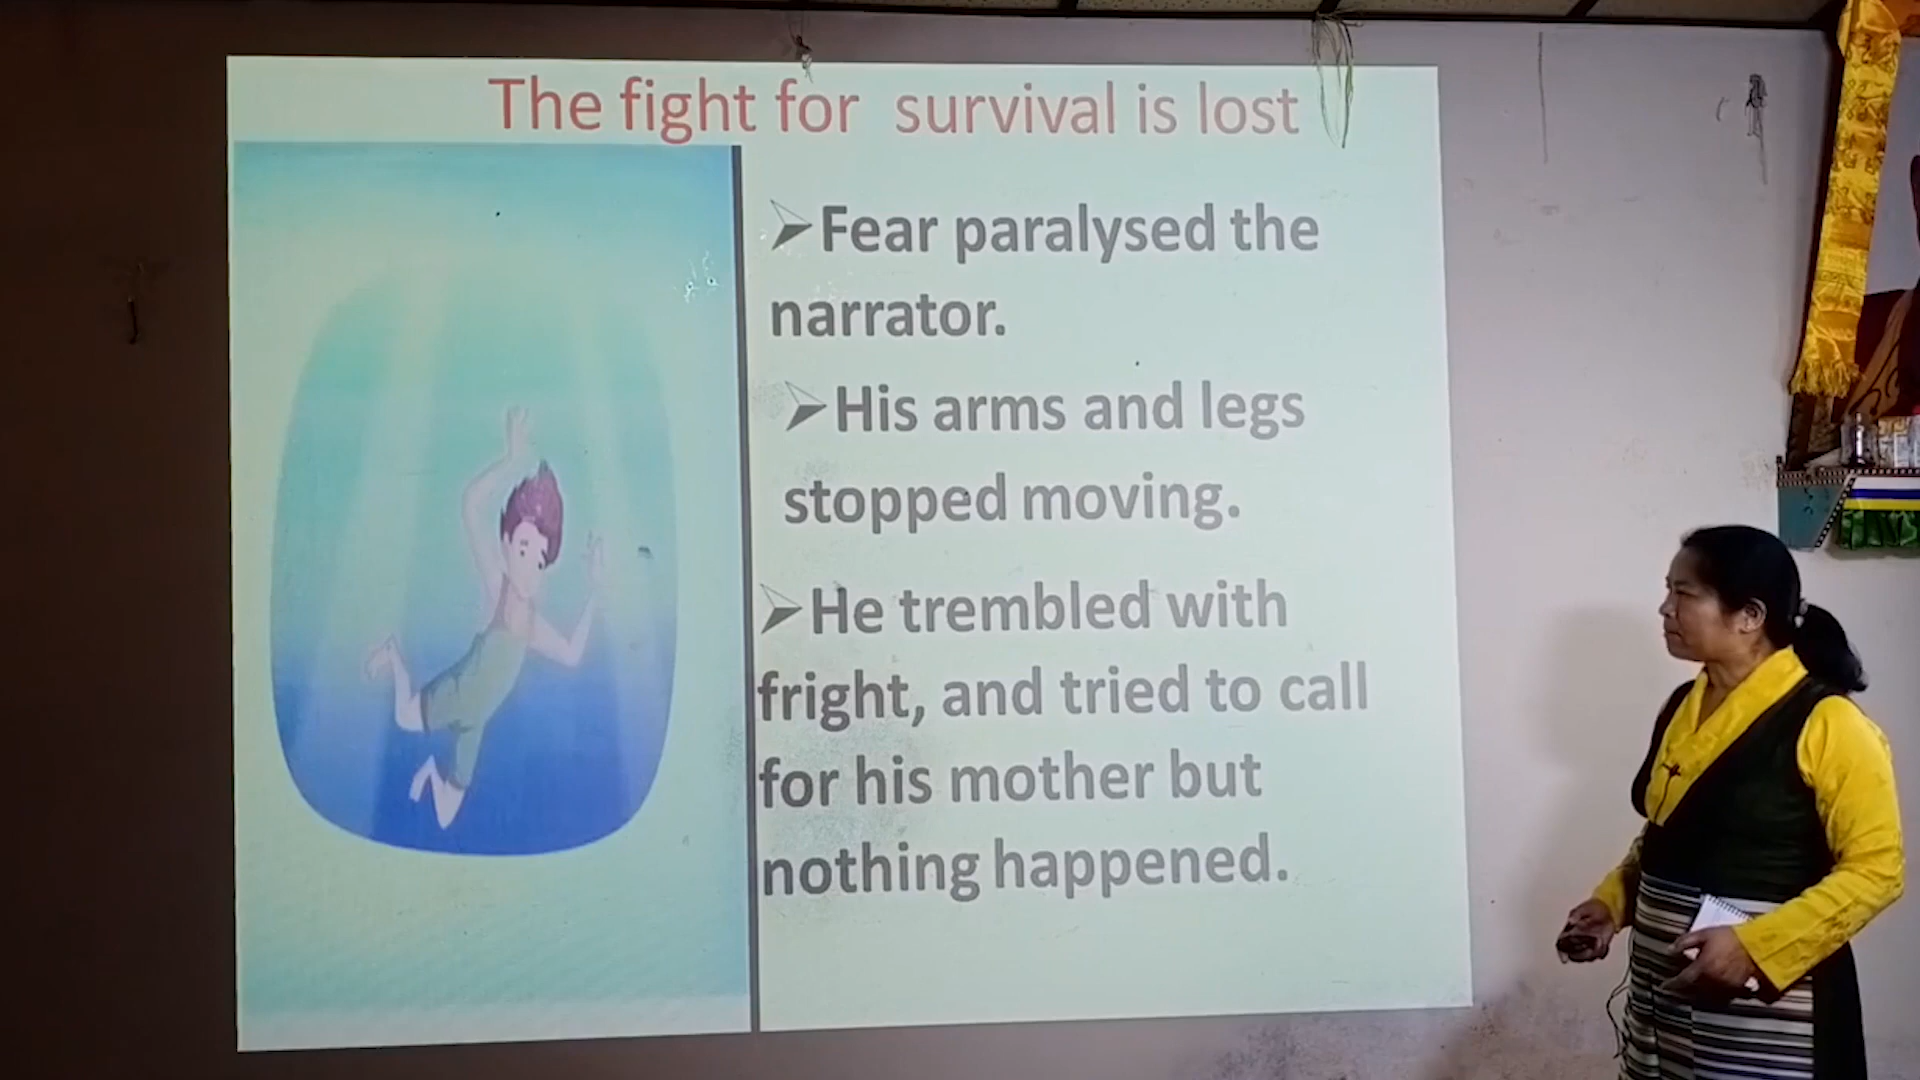 The fight for survival is lost
➢Fear paralysed the
narrator.
➢His arms and legs
stopped moving.
➢He trembled with
fright, and tried to call
for his mother but
nothing happened.